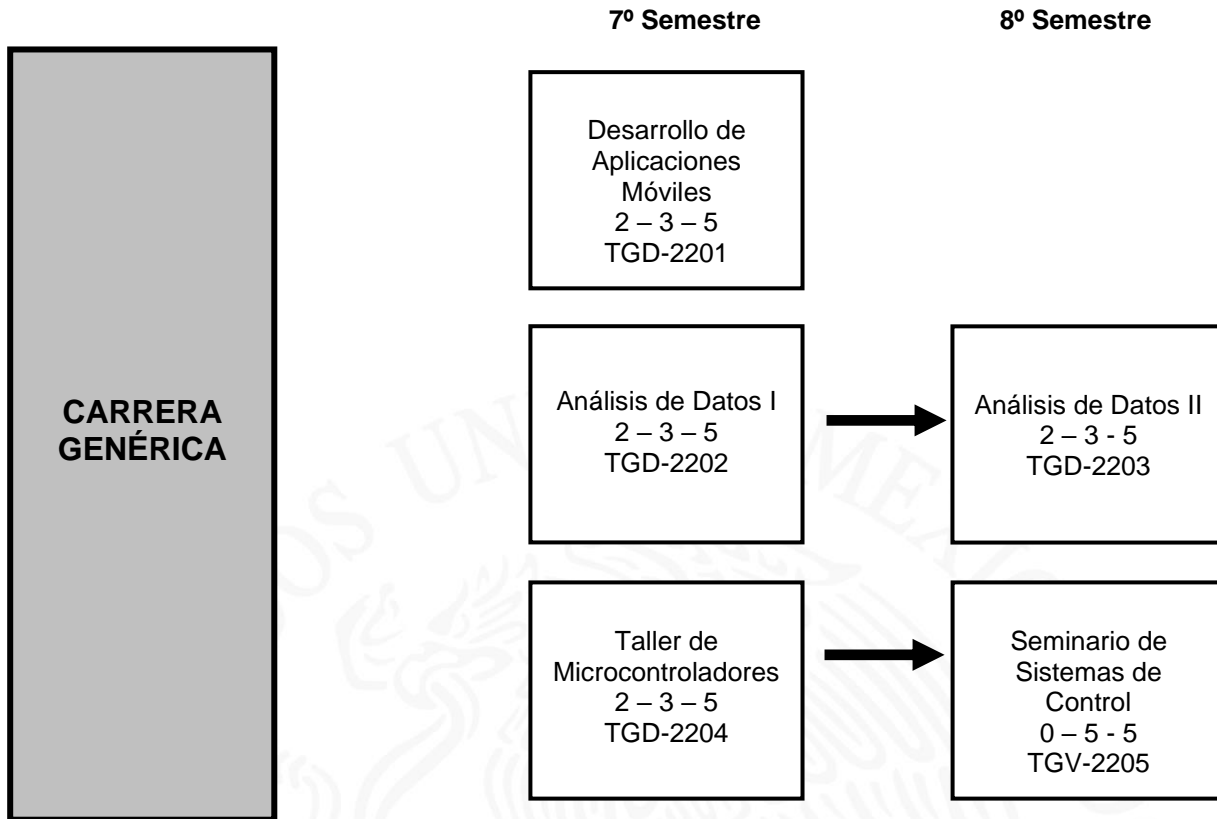 7º Semestre
8º Semestre
CARRERA
GENÉRICA
Desarrollo de
Aplicaciones
Móviles
2 – 3 – 5
TGD-2201
Análisis de Datos I
2 – 3 – 5
TGD-2202
Análisis de Datos II
2 – 3 - 5
TGD-2203
Taller de
Microcontroladores
2 – 3 – 5
TGD-2204
Seminario de
Sistemas de
Control
0 – 5 - 5
TGV-2205